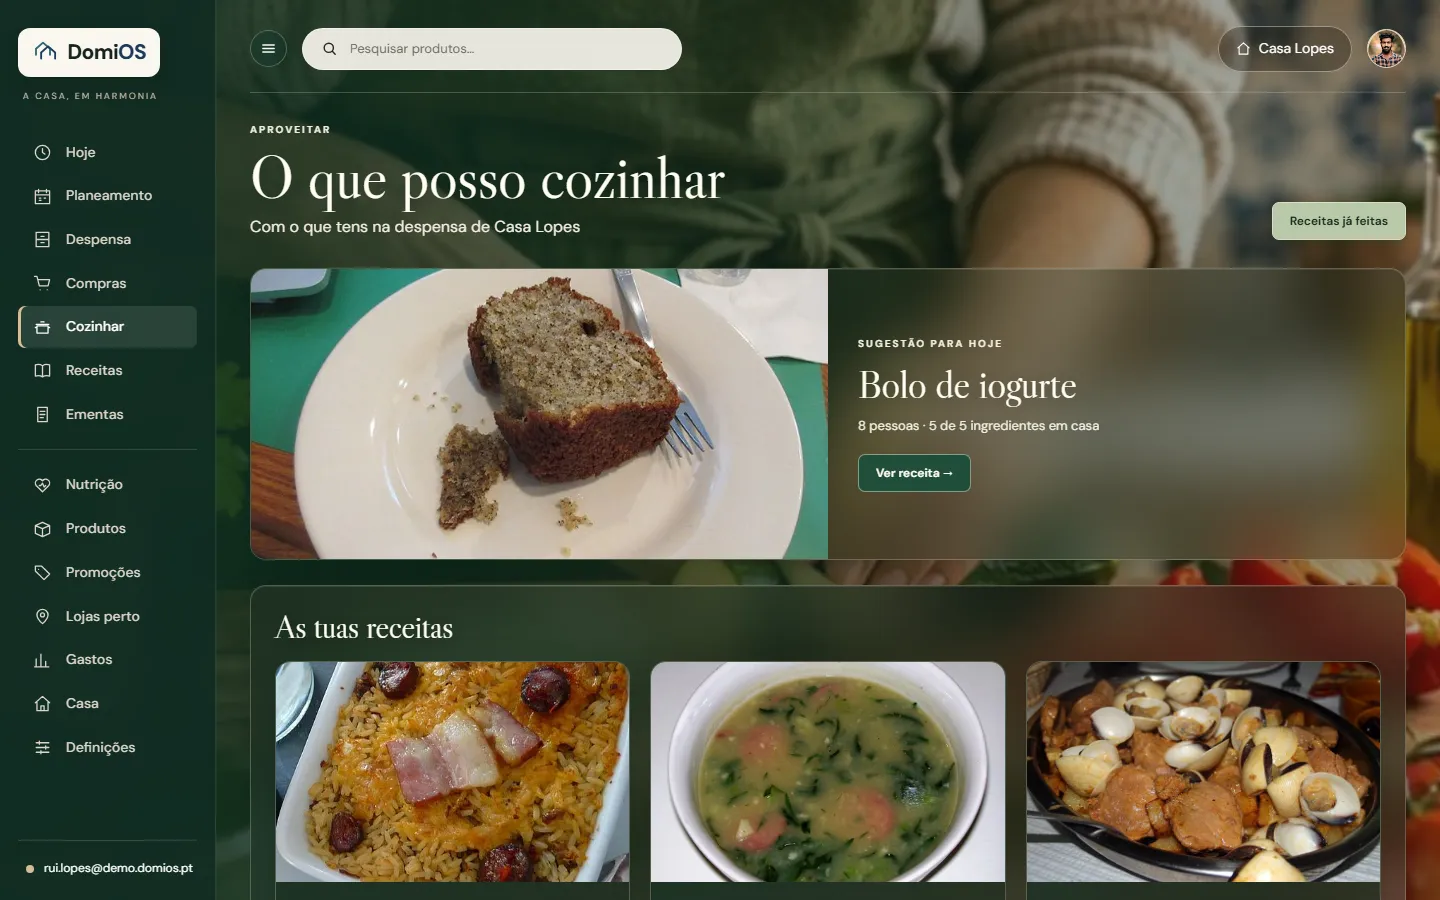 DomiOS
A CASA, EM HARMONIA
Hoje
Planeamento
Despensa
Compras
Cozinhar
Receitas
Ementas
Nutrição
Produtos
Promoções
Lojas perto
Gastos
Casa
Definições
rui.lopes@demo.domios.pt
Pesquisar produtos...
Casa Lopes
APROVEITAR
O que posso cozinhar
Com o que tens na despensa de Casa Lopes
Receitas já feitas
SUGESTÃO PARA HOJE
Bolo de iogurte
8 pessoas · 5 de 5 ingredientes em casa
Ver receita →
As tuas receitas